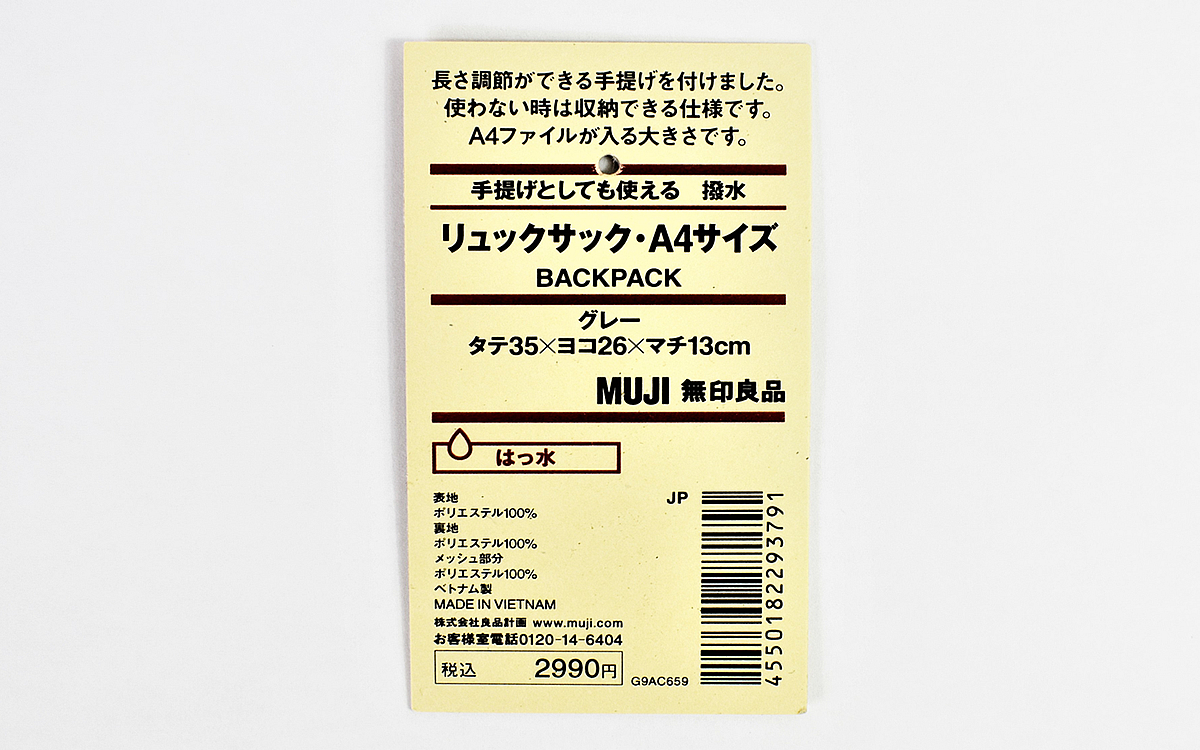 長さ調節ができる手提げを付けました。
使わない時は収納できる仕様です。
A4ファイルが入る大きさです。
手提げとしても使える 撥水
リュックサック・A4サイズ
BACKPACK
グレー
タテ35×ヨコ26×マチ13cm
MUJI 無印良品
はっ水
表地
ポリエステル100%
裏地
ポリエステル100%
メッシュ部分
ポリエステル100%
ベトナム製
MADE IN VIETNAM
株式会社良品計画 www.muji.com
お客様室電話0120-14-6404
税込 2990円
G9AC659
JP
4550182293791